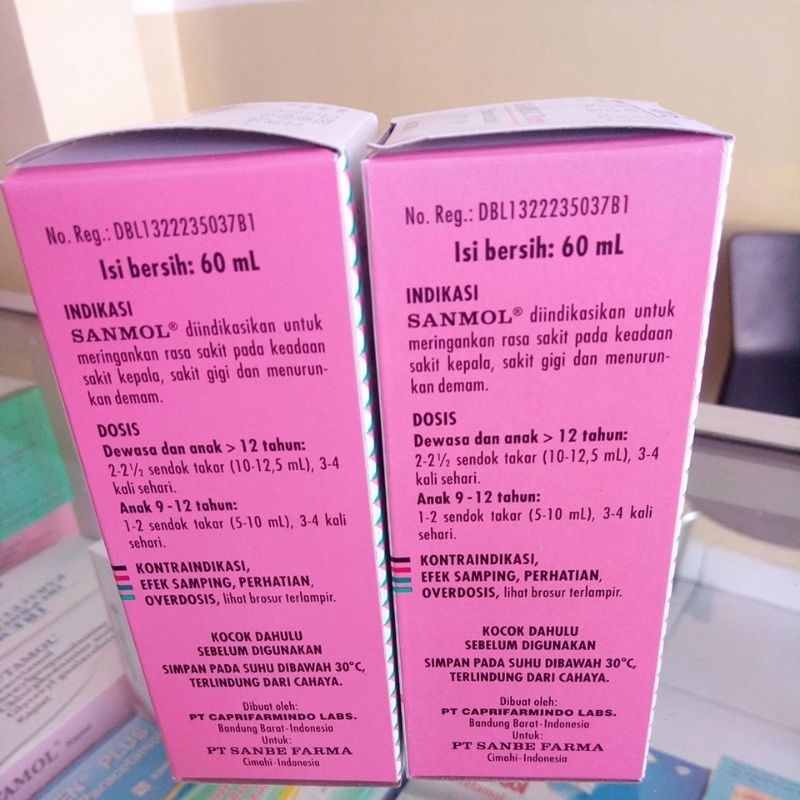 No. Reg.: DBL1322235037B1
Isi bersih: 60 mL
INDIKASI
SANMOL® diindikasikan untuk
meringankan rasa sakit pada keadaan
sakit kepala, sakit gigi dan menurun-
kan demam.
DOSIS
Dewasa dan anak > 12 tahun:
2-2½ sendok takar (10-12,5 mL), 3-4
kali sehari.
Anak 9-12 tahun:
1-2 sendok takar (5-10 mL), 3-4 kali
sehari.
KONTRAINDIKASI,
EFEK SAMPING, PERHATIAN,
OVERDOSIS, lihat brosur terlampir.
KOCOK DAHULU
SEBELUM DIGUNAKAN
SIMPAN PADA SUHU DIBAWAH 30°C,
TERLINDUNG DARI CAHAYA.
Dibuat oleh:
PT CAPRIFARMINDO LABS.
Bandung Barat-Indonesia
Untuk:
PT SANBE FARMA
Cimahi-Indonesia
No. Reg.: DBL1322235037B1
Isi bersih: 60 mL
INDIKASI
SANMOL® diindikasikan untuk
meringankan rasa sakit pada keadaan
sakit kepala, sakit gigi dan menurun-
kan demam.
DOSIS
Dewasa dan anak > 12 tahun:
2-2½ sendok takar (10-12,5 mL), 3-4
kali sehari.
Anak 9-12 tahun:
1-2 sendok takar (5-10 mL), 3-4 kali
sehari.
KONTRAINDIKASI,
EFEK SAMPING, PERHATIAN,
OVERDOSIS, lihat brosur terlampir.
KOCOK DAHULU
SEBELUM DIGUNAKAN
SIMPAN PADA SUHU DIBAWAH 30°C,
TERLINDUNG DARI CAHAYA.
Dibuat oleh:
PT CAPRIFARMINDO LABS.
Bandung Barat-Indonesia
Untuk:
PT SANBE FARMA
Cimahi-Indonesia
PLUS